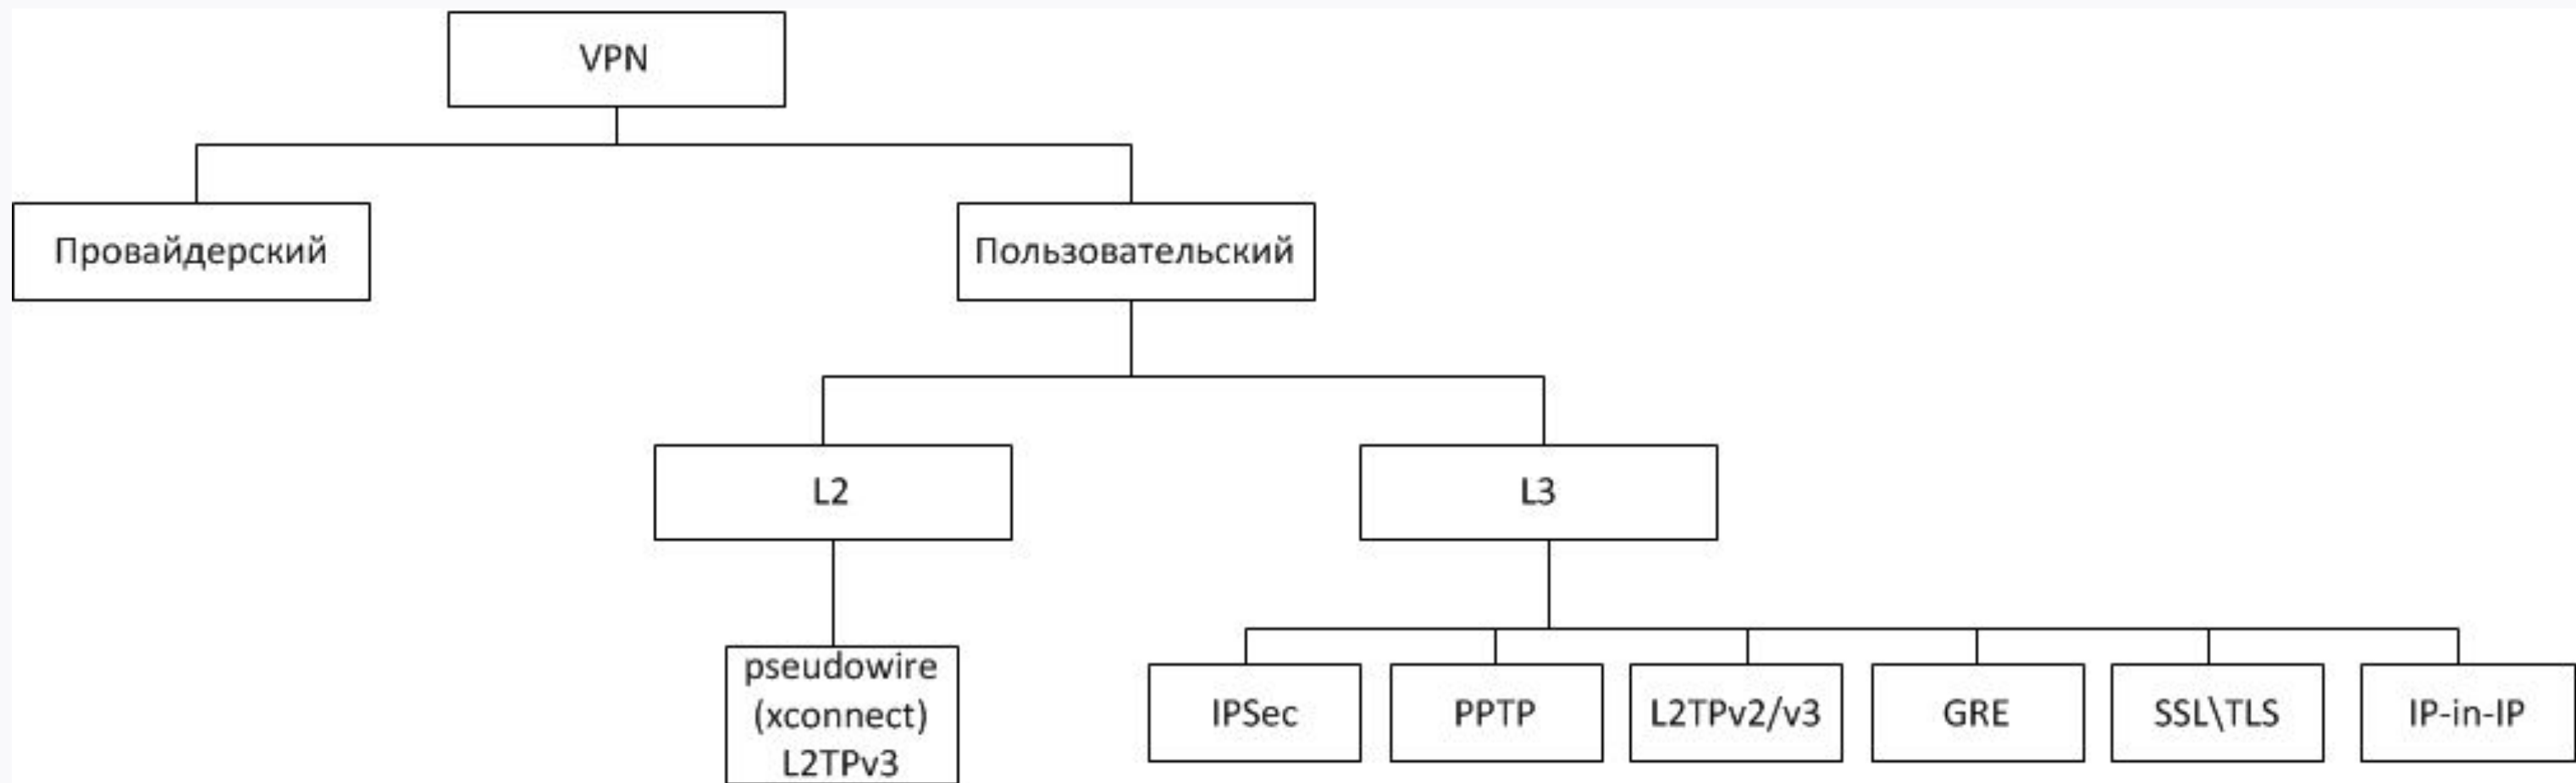 VPN
Провайдерский
Пользовательский
L2
L3
pseudowire
(xconnect)
L2TPv3
IPSec
PPTP
L2TPv2/v3
GRE
SSL\TLS
IP-in-IP